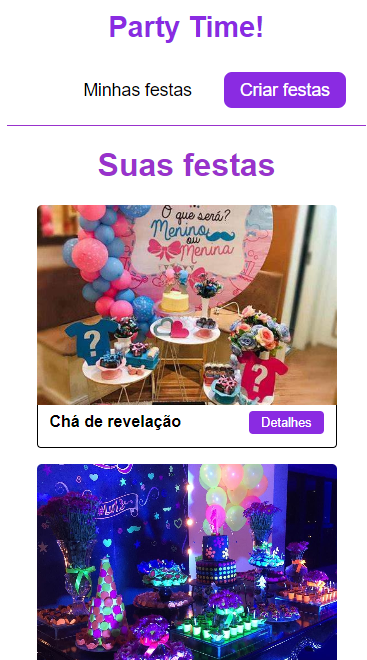 Party Time!
Minhas festas
Criar festas
Suas festas
O que será?
Menino
ou
Menina
?
?
Chá de revelação
Detalhes